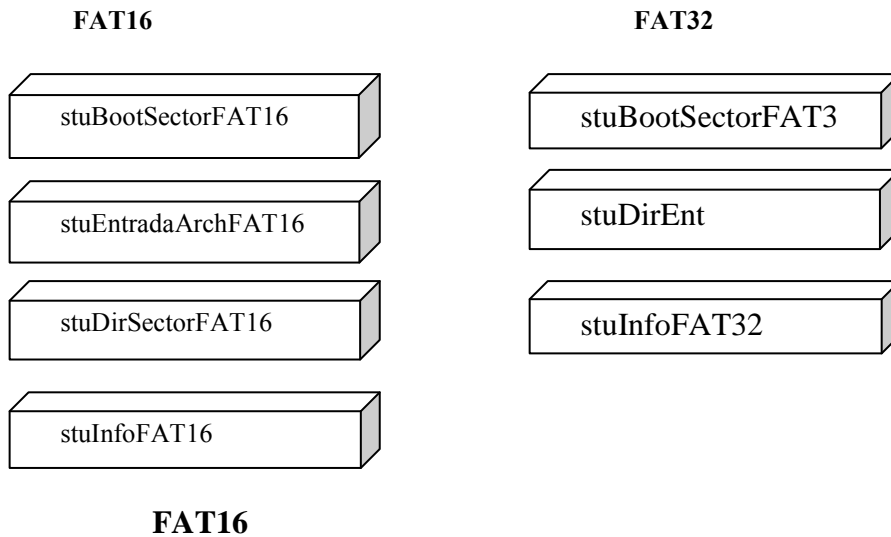 FAT16
stuBootSectorFAT16
stuEntradaArchFAT16
stuDirSectorFAT16
stuInfoFAT16
FAT16
FAT32
stuBootSectorFAT3
stuDirEnt
stuInfoFAT32